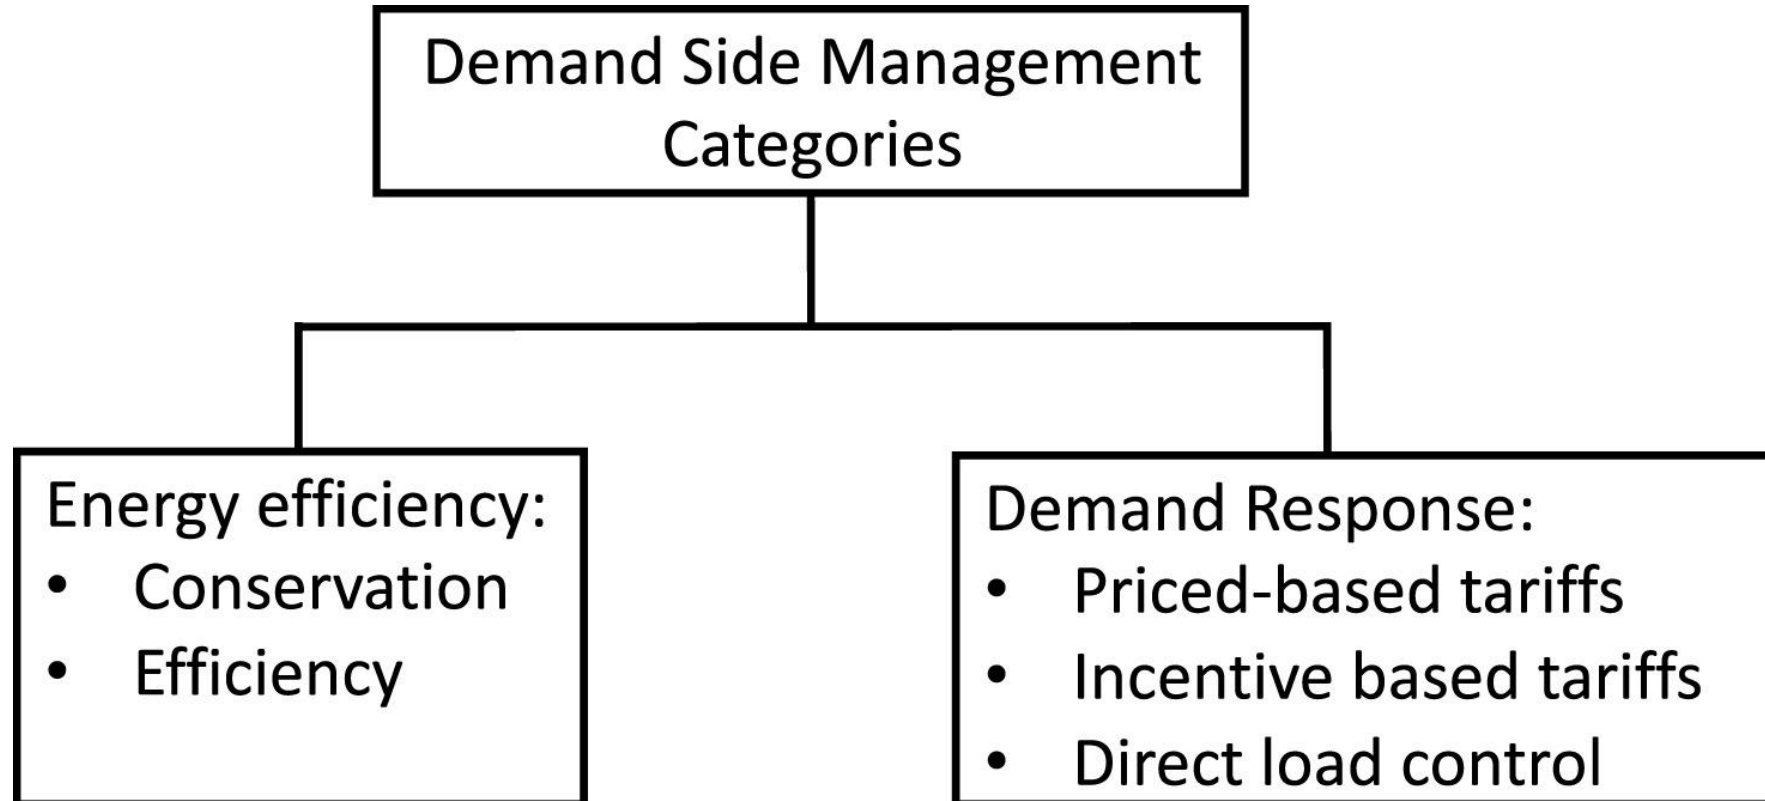 Demand Side Management
Categories
Energy efficiency:
• Conservation
• Efficiency
Demand Response:
• Priced-based tariffs
• Incentive based tariffs
• Direct load control